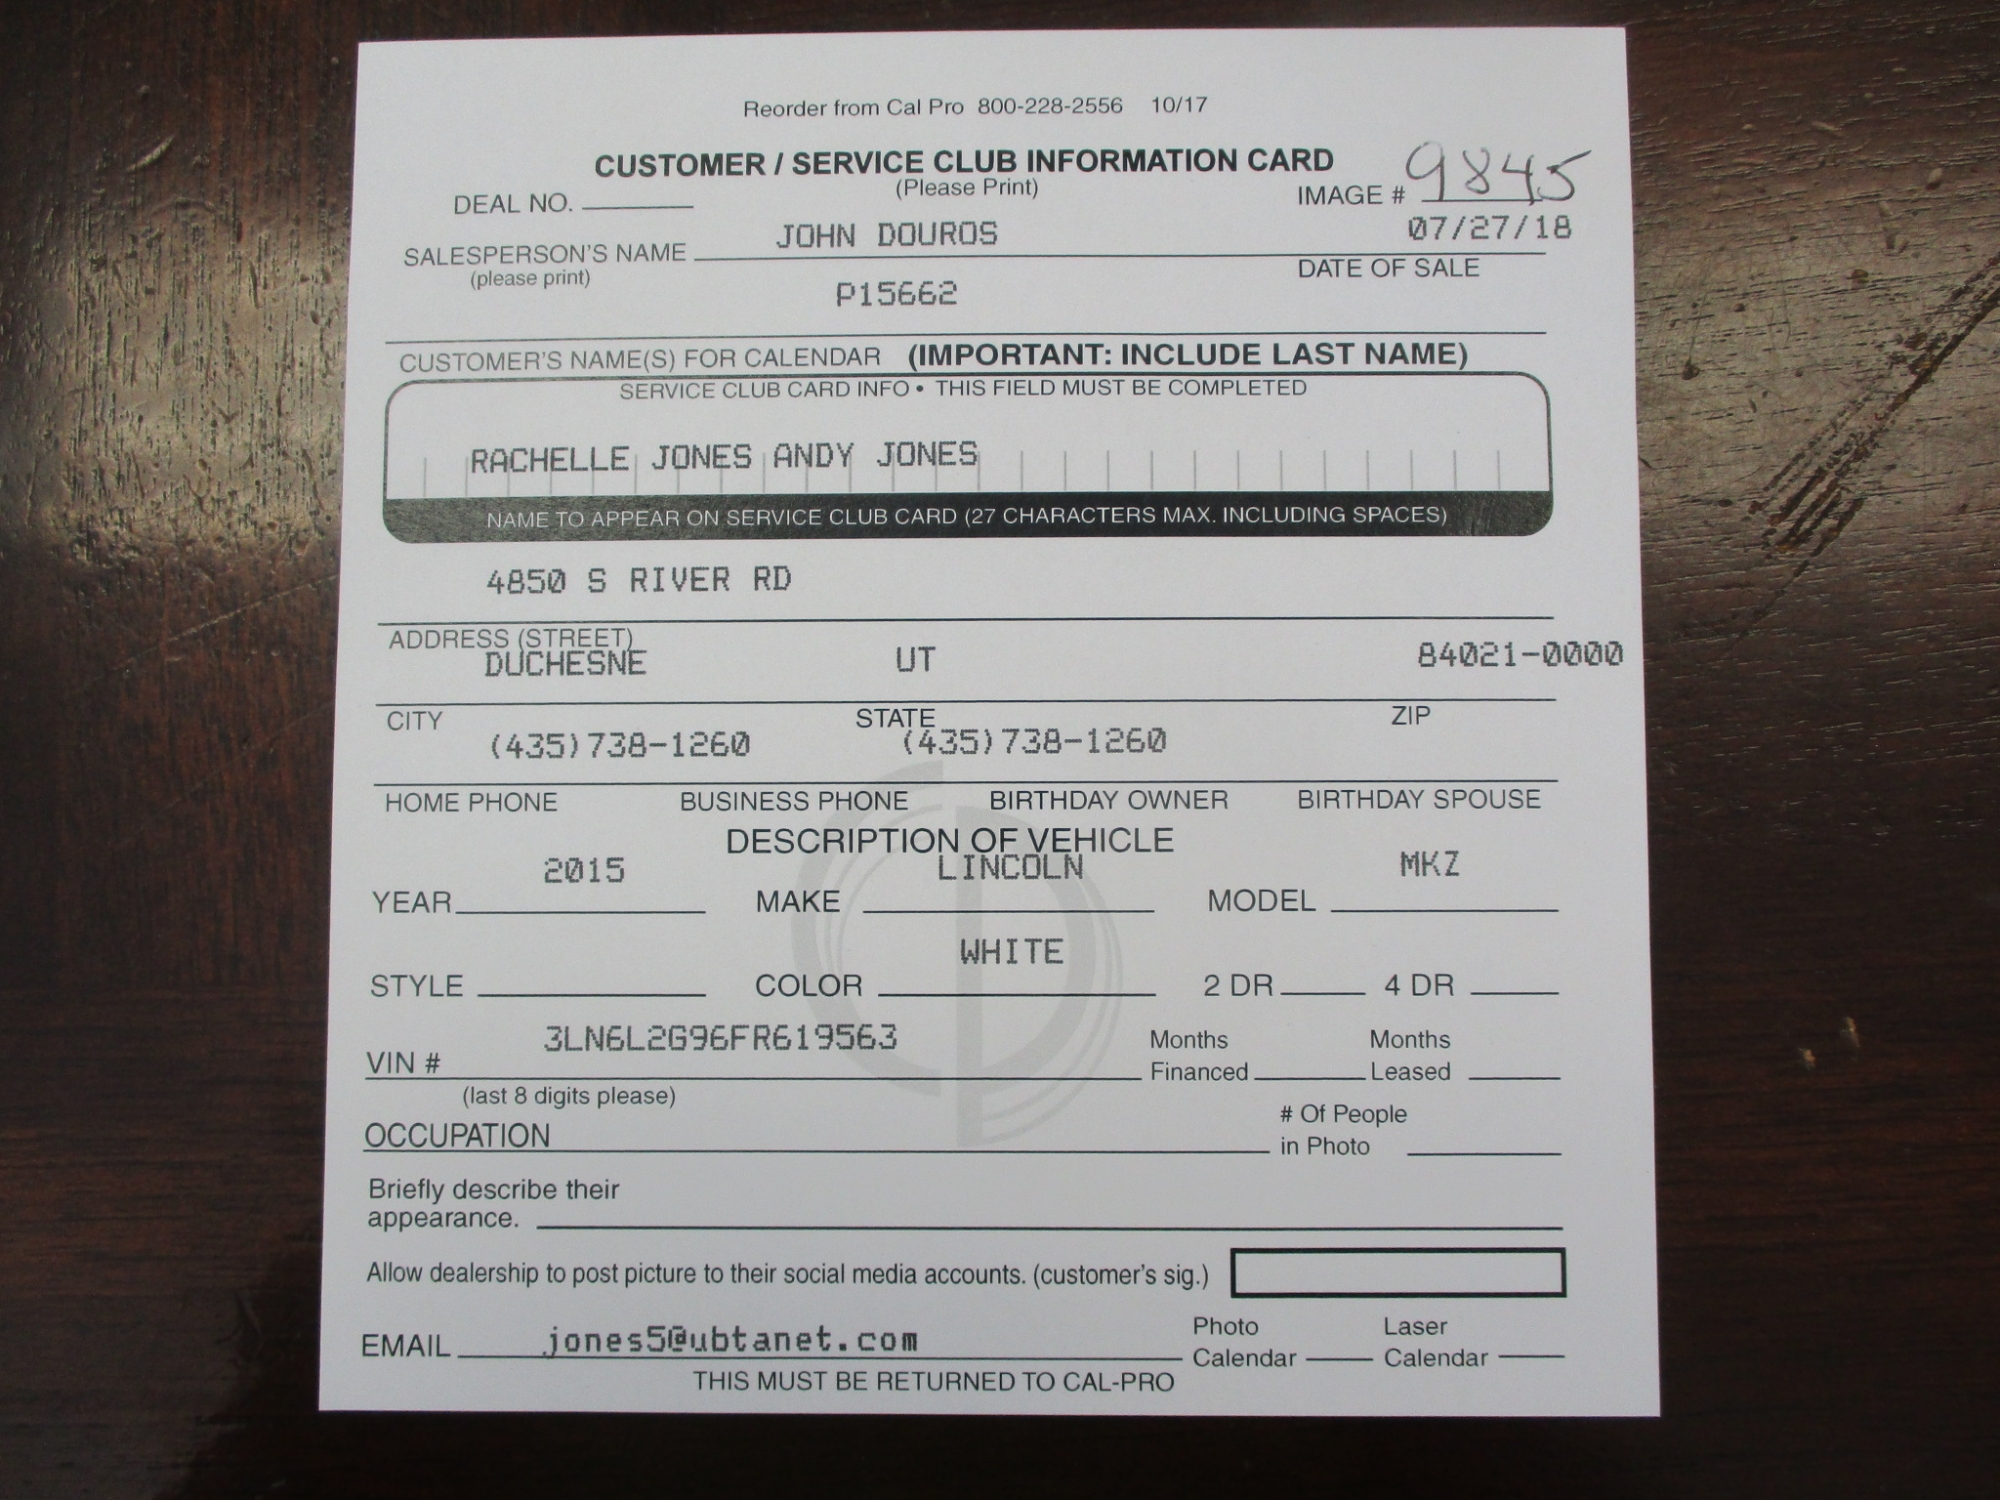 Reorder from Cal Pro 800-228-2556 10/17
CUSTOMER / SERVICE CLUB INFORMATION CARD
(Please Print)
DEAL NO.
IMAGE # 9845
JOHN DOUROS
07/27/18
SALESPERSON'S NAME
(please print)
DATE OF SALE
P15662
CUSTOMER'S NAME(S) FOR CALENDAR (IMPORTANT: INCLUDE LAST NAME)
SERVICE CLUB CARD INFO • THIS FIELD MUST BE COMPLETED
RACHELLE JONES ANDY JONES
NAME TO APPEAR ON SERVICE CLUB CARD (27 CHARACTERS MAX. INCLUDING SPACES)
4850 S RIVER RD
ADDRESS (STREET)
DUCHESNE UT 84021-0000
CITY STATE ZIP
(435)738-1260 (435)738-1260
HOME PHONE BUSINESS PHONE BIRTHDAY OWNER BIRTHDAY SPOUSE
DESCRIPTION OF VEHICLE
2015 LINCOLN MKZ
YEAR MAKE MODEL
WHITE
STYLE COLOR 2 DR 4 DR
3LN6L2G96FR619563
VIN #
Months Financed
Months Leased
(last 8 digits please)
OCCUPATION
# Of People
in Photo
Briefly describe their
appearance.
Allow dealership to post picture to their social media accounts. (customer's sig.)
EMAIL jones5@ubtanet.com
Photo Calendar
Laser Calendar
THIS MUST BE RETURNED TO CAL-PRO